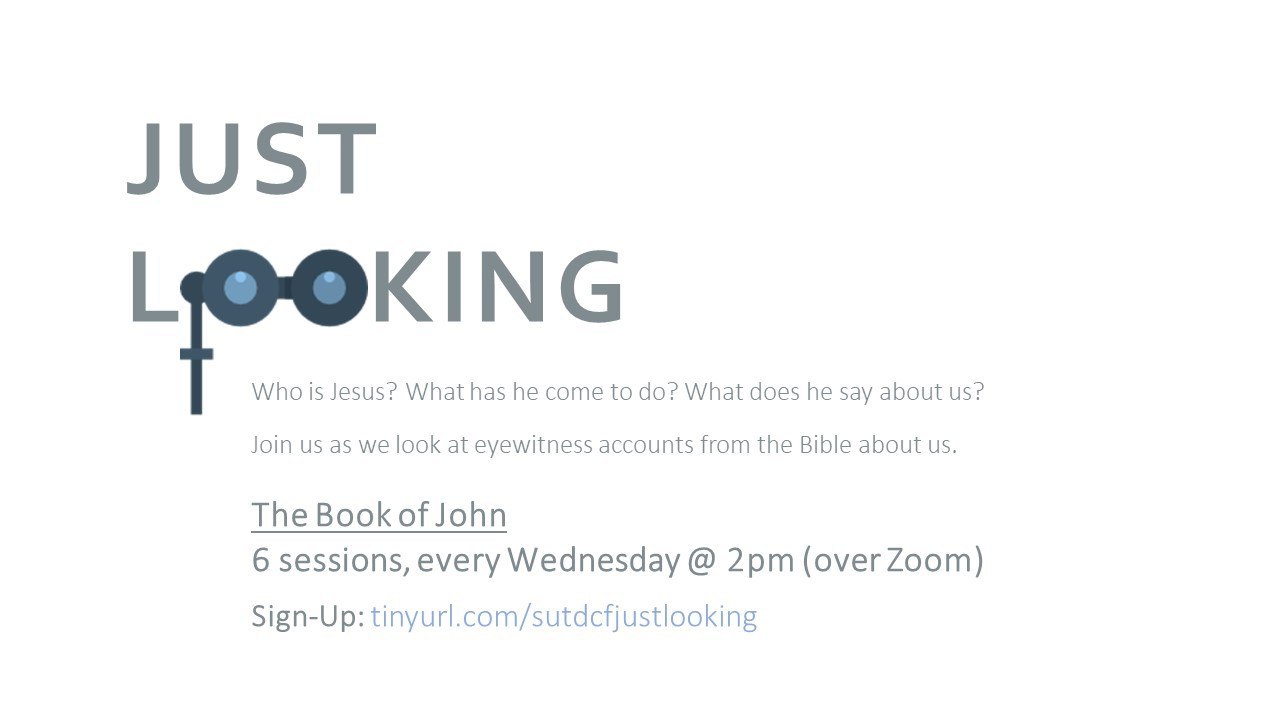 JUST
LOOKING
Who is Jesus? What has he come to do? What does he say about us?
Join us as we look at eyewitness accounts from the Bible about us.
The Book of John
6 sessions, every Wednesday @ 2pm (over Zoom)
Sign-Up: tinyurl.com/sutdcfjustlooking